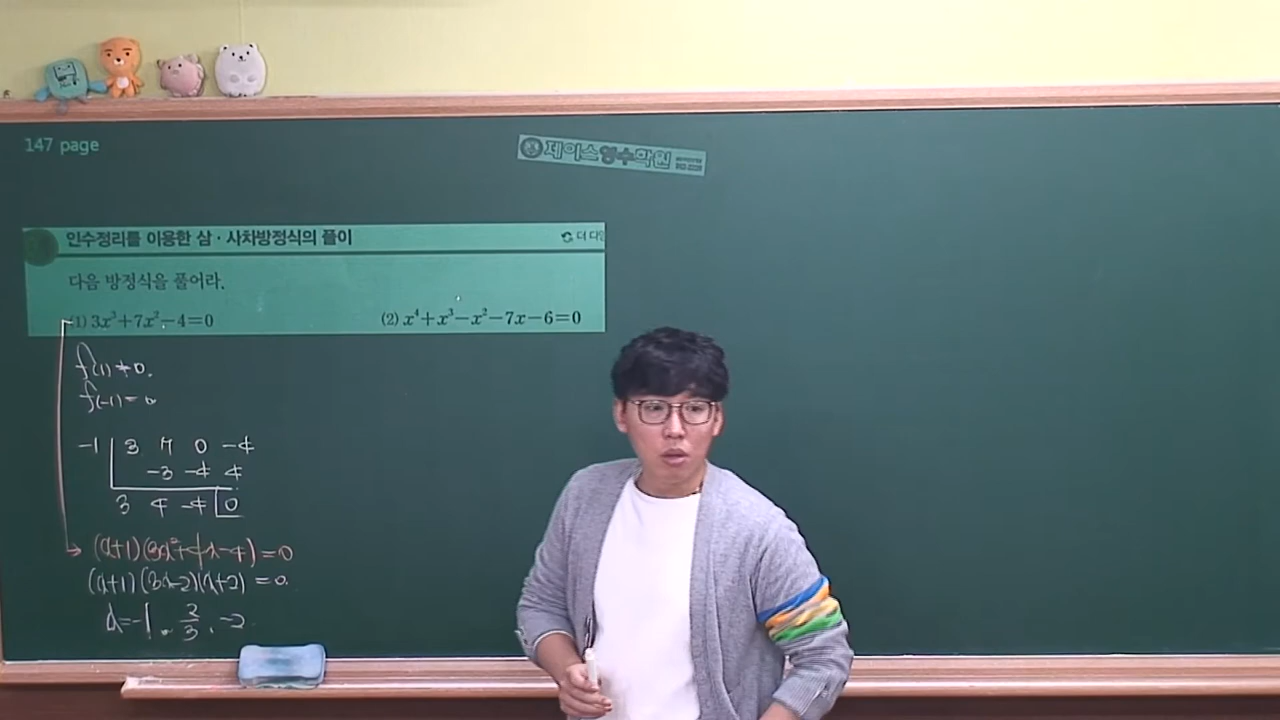 147 page
제이스영수학원
인수정리를 이용한 삼·사차방정식의 풀이
더 다
다음 방정식을 풀어라.
(1) 3x³+7x²-4=0
(2) x⁴+x³-x²-7x-6=0
f(1)≠0.
f(-1)=0
-1 3 7 0 -4
-3 -4 4
3 4 -4 0
(x+1)(3x²+4x-4)=0
(x+1)(3x-2)(x+2)=0.
x=-1, 2/3, -2